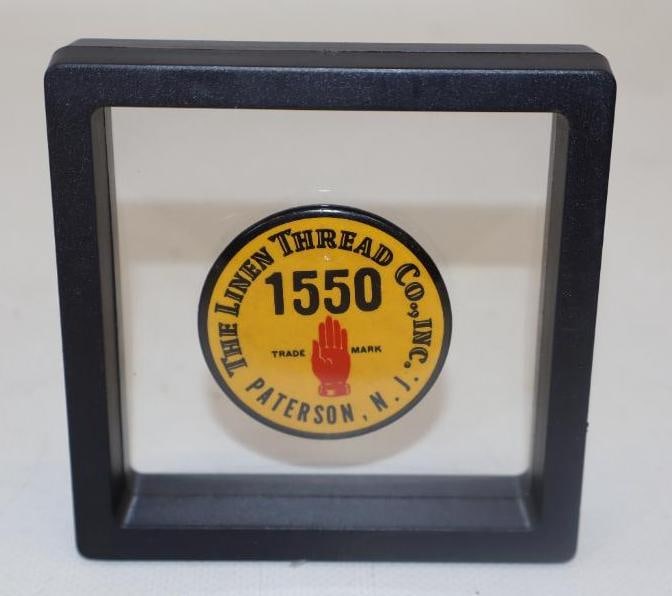 THE LINEN THREAD CO., INC.
1550
TRADE MARK
PATERSON, N. J.